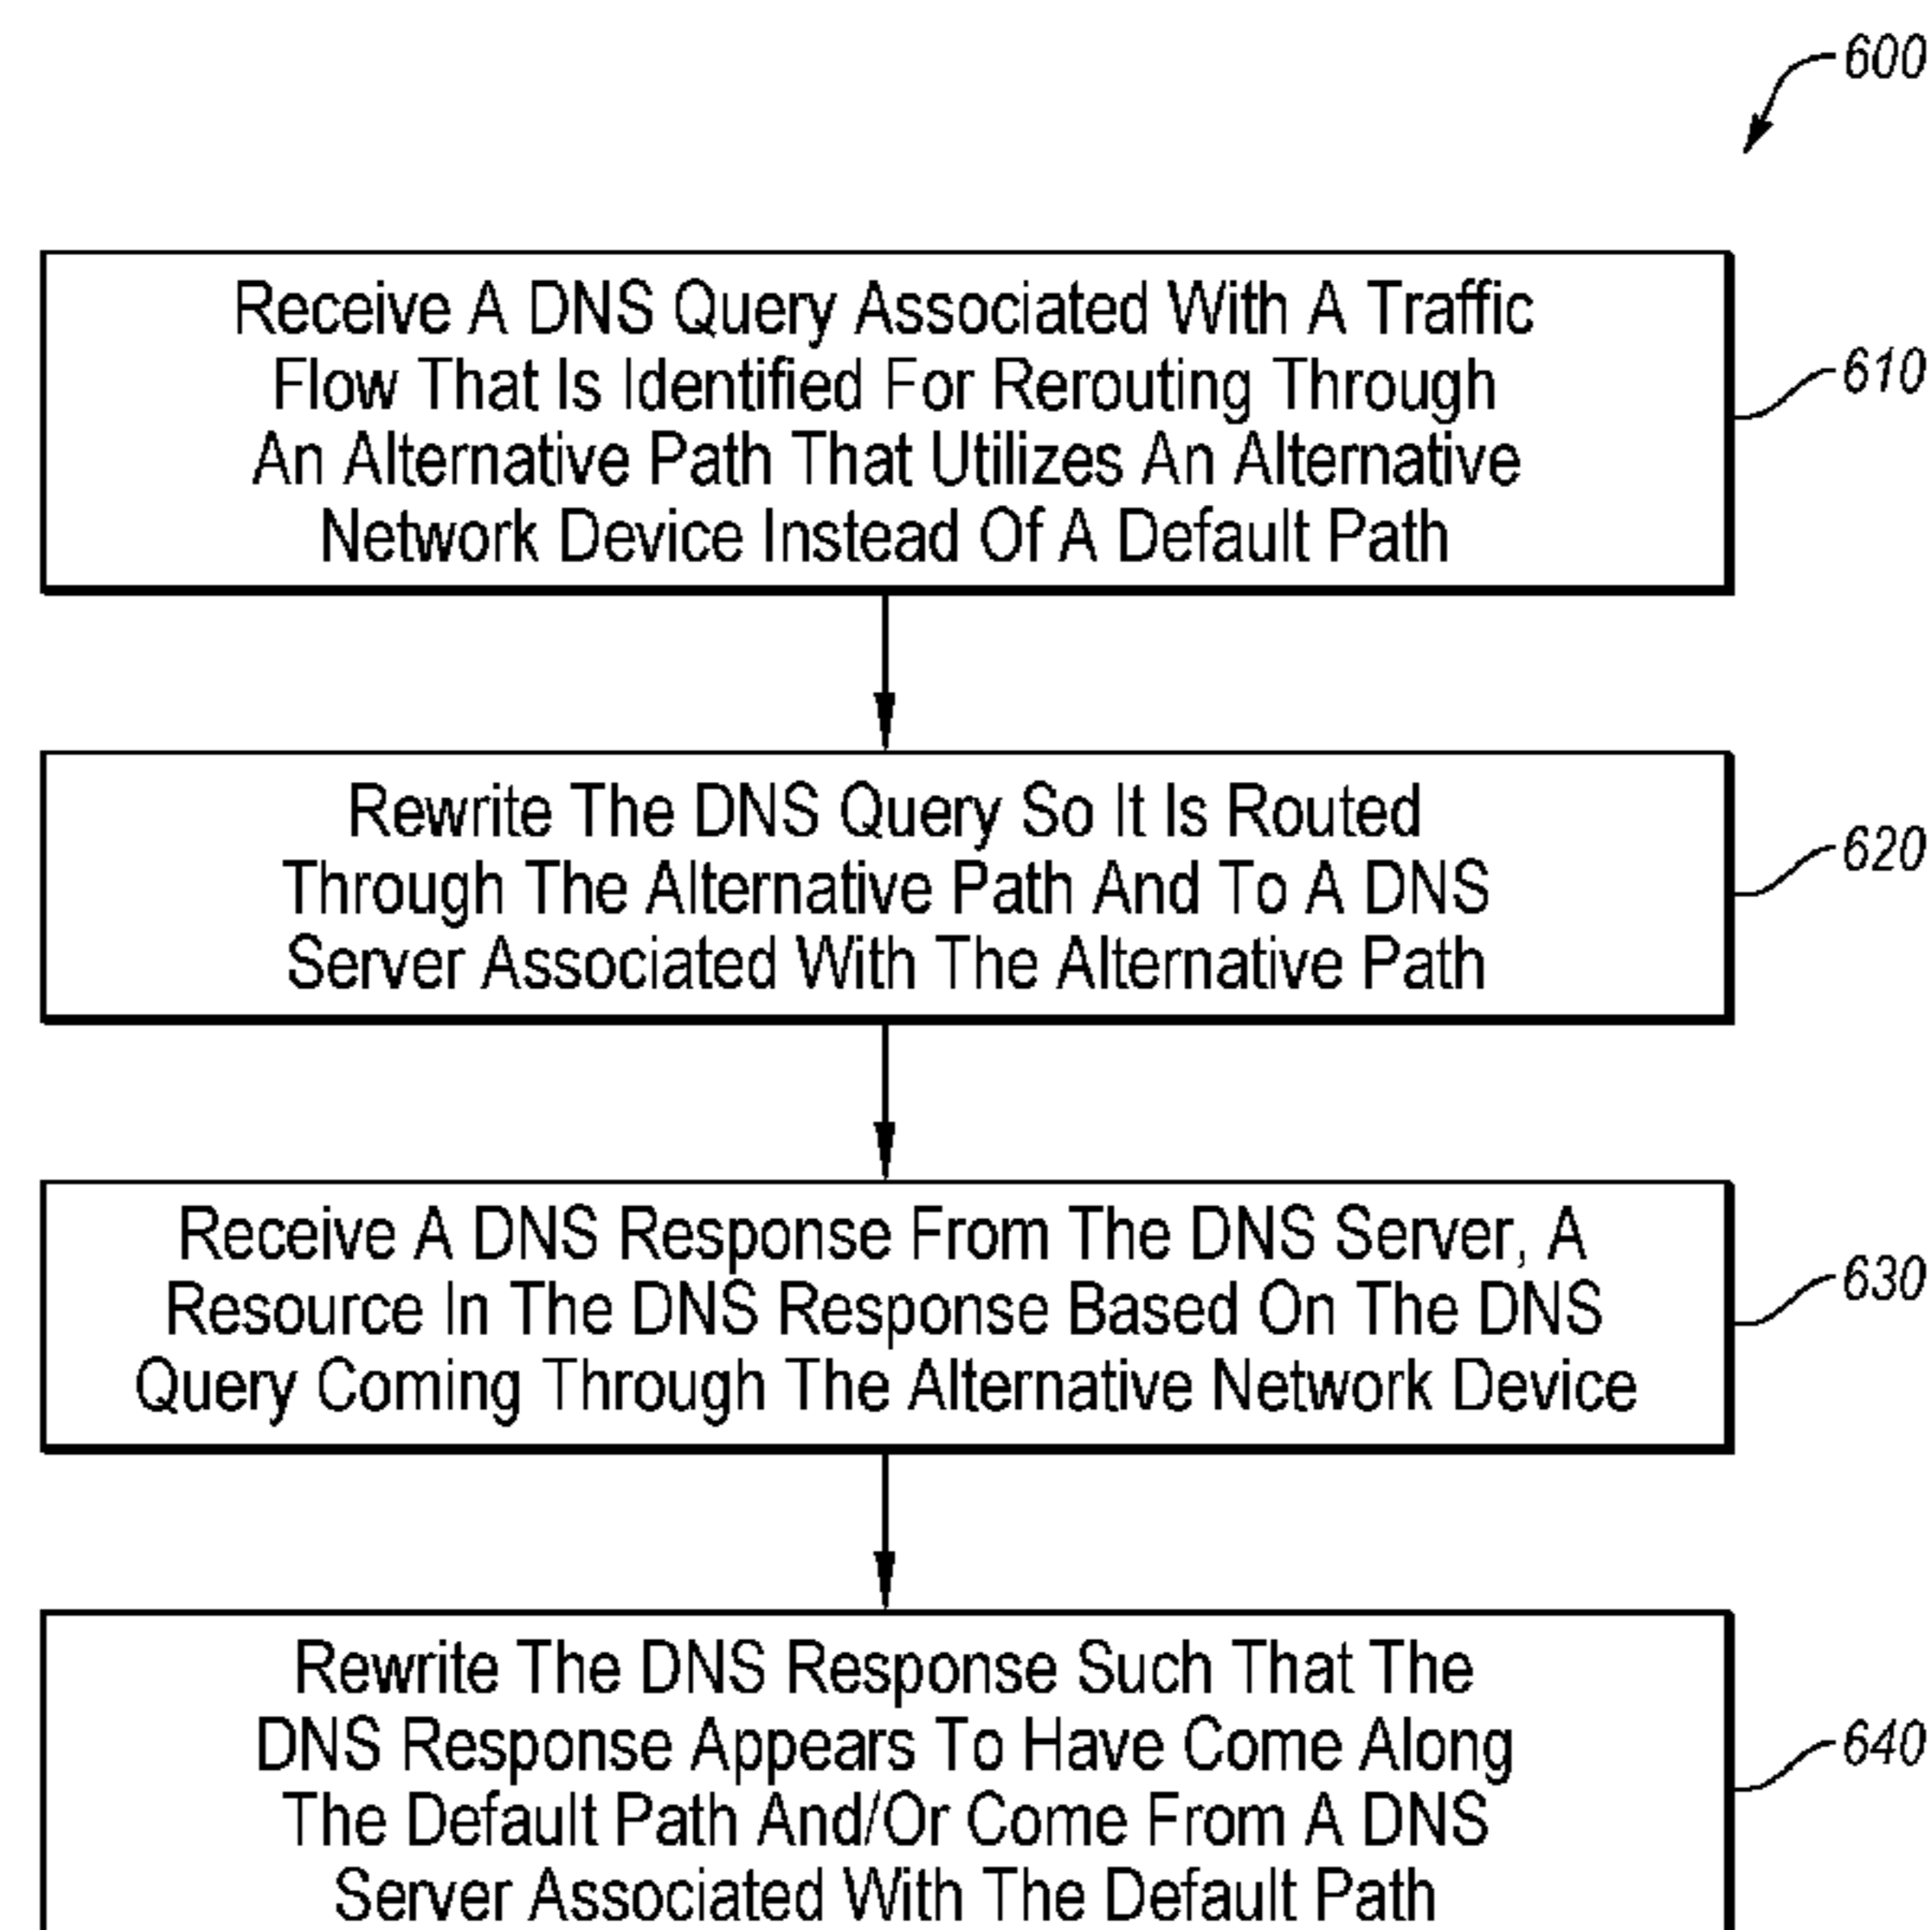 600
Receive A DNS Query Associated With A Traffic
Flow That Is Identified For Rerouting Through
An Alternative Path That Utilizes An Alternative
Network Device Instead Of A Default Path
610
Rewrite The DNS Query So It Is Routed
Through The Alternative Path And To A DNS
Server Associated With The Alternative Path
620
Receive A DNS Response From The DNS Server, A
Resource In The DNS Response Based On The DNS
Query Coming Through The Alternative Network Device
630
Rewrite The DNS Response Such That The
DNS Response Appears To Have Come Along
The Default Path And/Or Come From A DNS
Server Associated With The Default Path
640